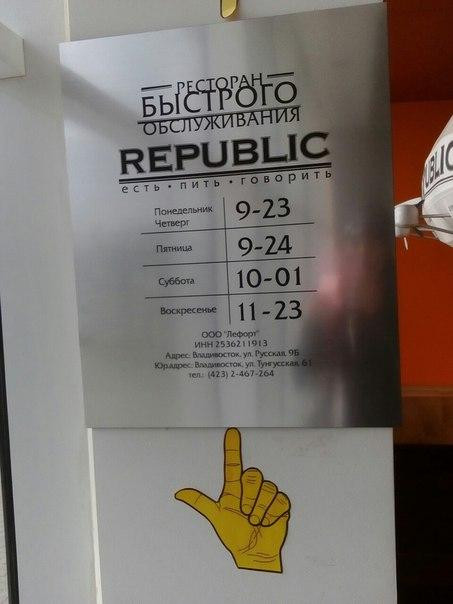 РЕСТОРАН
БЫСТРОГО
ОБСЛУЖИВАНИЯ
REPUBLIC
есть • пить • говорить
Понедельник
Четверг
9-23
Пятница 9-24
Суббота 10-01
Воскресенье 11-23
ООО "Лефорт"
ИНН 2536211913
Адрес: Владивосток, ул. Русская, 9Б
Юр.адрес: Владивосток, ул. Тунгусская, 61
тел.: (423) 2-467-264
UBLIC